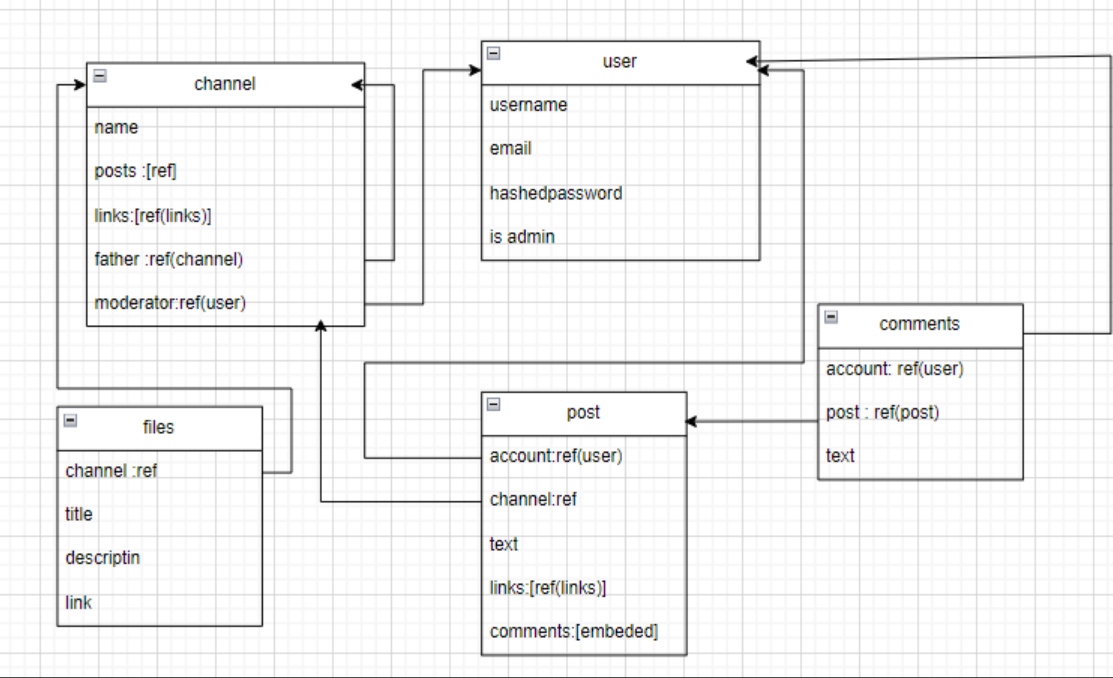 channel
name
posts :[ref]
links:[ref(links)]
father :ref(channel)
moderator:ref(user)
user
username
email
hashedpassword
is admin
comments
account: ref(user)
post : ref(post)
text
files
channel :ref
title
descriptin
link
post
account:ref(user)
channel:ref
text
links:[ref(links)]
comments:[embeded]